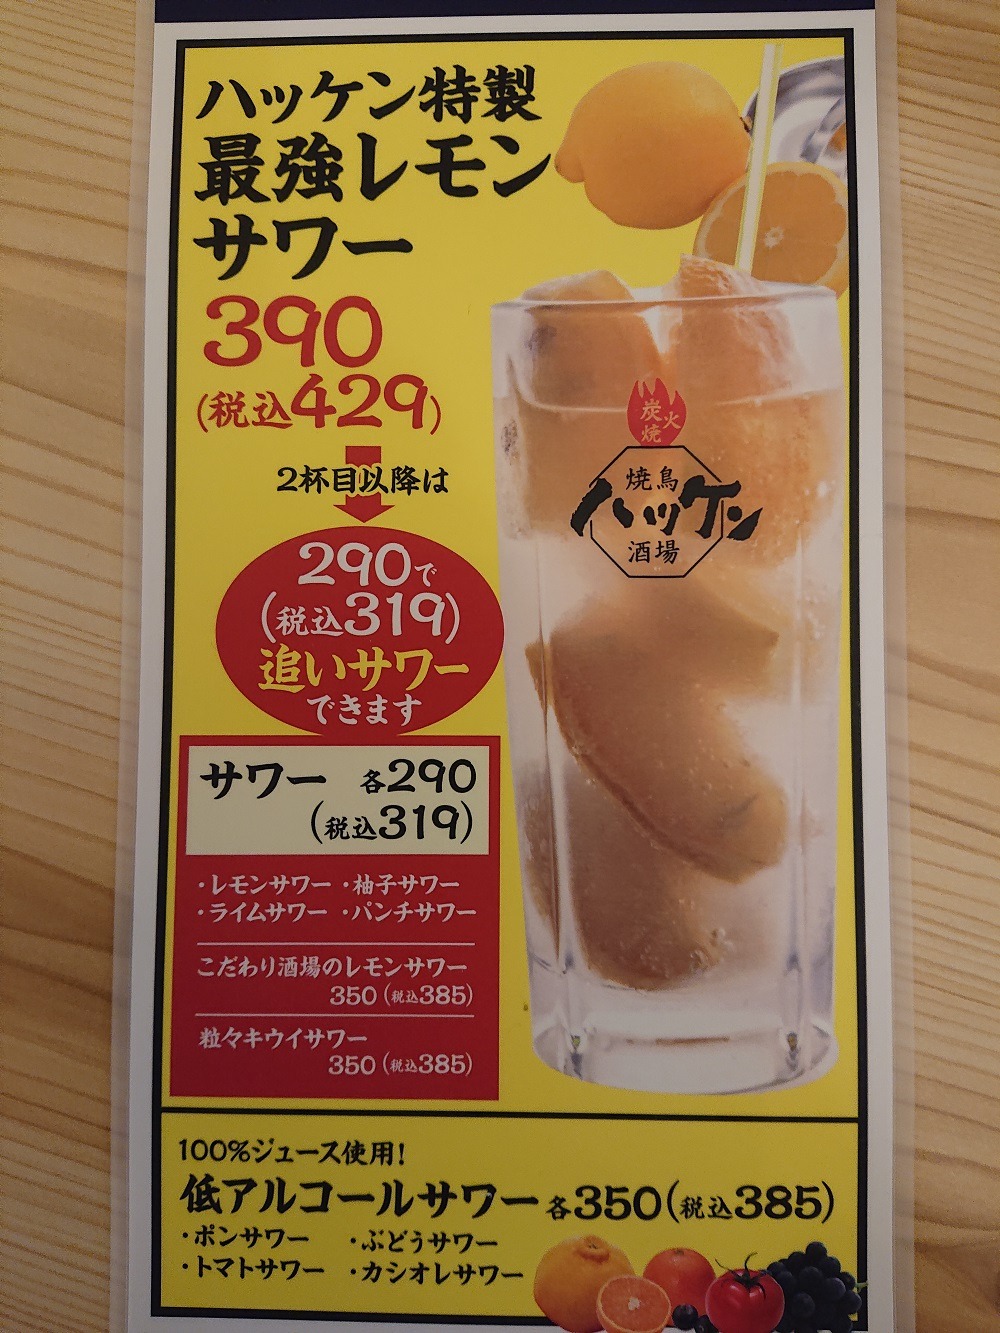 ハッケン特製
最強レモン
サワー
390
(税込429)
2杯目以降は
290で
(税込319)
追いサワー
できます
炭火
焼
焼鳥
ハッケン
酒場
サワー 各290
(税込319)
・レモンサワー ・柚子サワー
・ライムサワー ・パンチサワー
こだわり酒場のレモンサワー
350 (税込385)
粒々キウイサワー
350 (税込385)
100%ジュース使用!
低アルコールサワー 各350(税込385)
・ポンサワー ・ぶどうサワー
・トマトサワー ・カシオレサワー